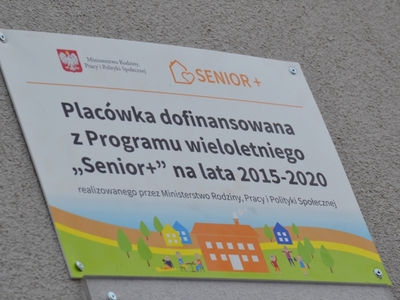 Ministerstwo Rodziny,
Pracy i Polityki Społecznej
SENIOR +
Placówka dofinansowana
z Programu wieloletniego
„Senior+” na lata 2015-2020
realizowanego przez Ministerstwo Rodziny, Pracy i Polityki Społecznej